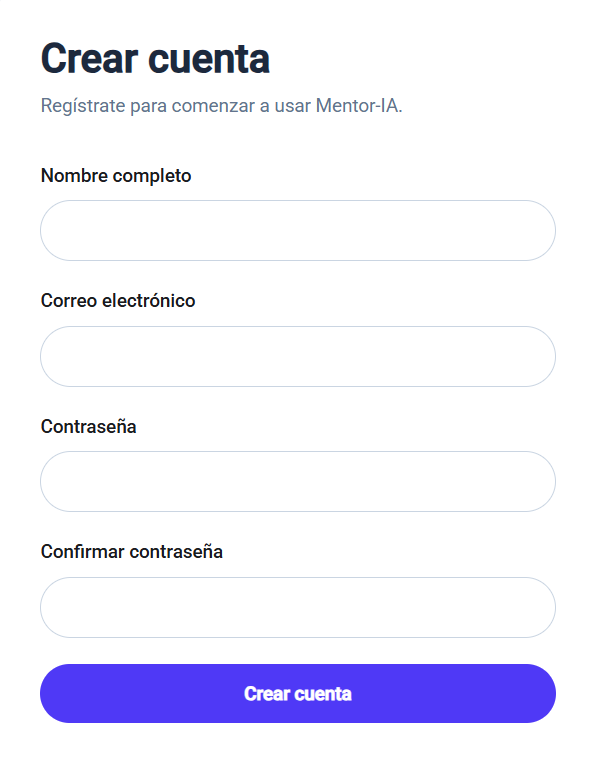 Crear cuenta
Regístrate para comenzar a usar Mentor-IA.
Nombre completo
Correo electrónico
Contraseña
Confirmar contraseña
Crear cuenta